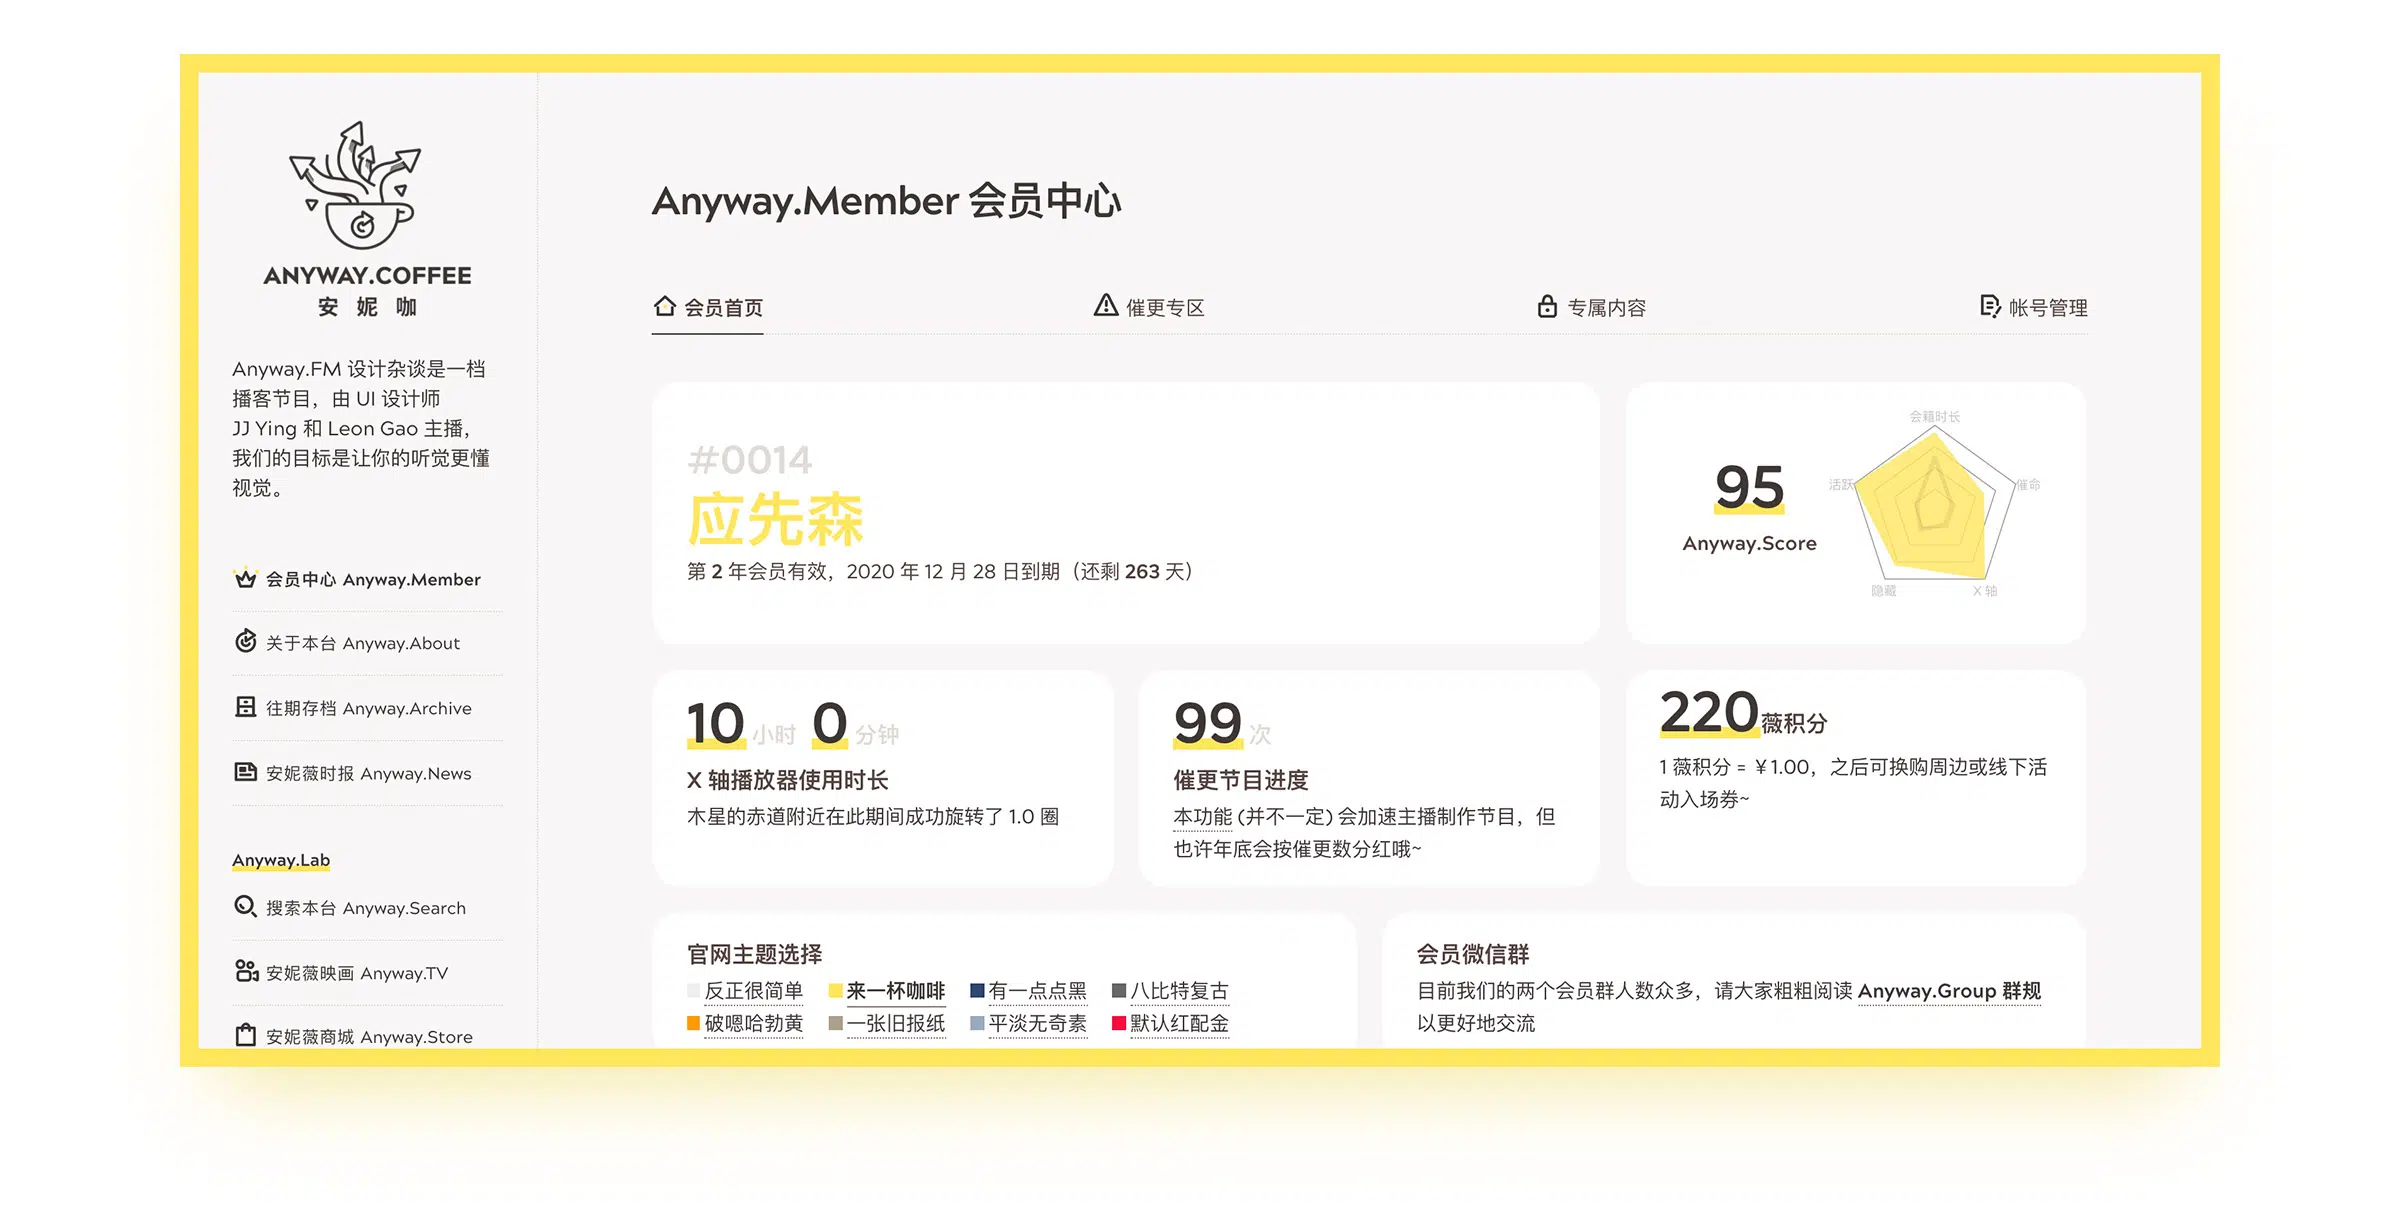 ANYWAY.COFFEE
安妮咖
Anyway.FM 设计杂谈是一档
播客节目，由 UI 设计师
JJ Ying 和 Leon Gao 主播，
我们的目标是让你的听觉更懂
视觉。
会员中心 Anyway.Member
关于本台 Anyway.About
往期存档 Anyway.Archive
安妮薇时报 Anyway.News
Anyway.Lab
搜索本台 Anyway.Search
安妮薇映画 Anyway.TV
安妮薇商城 Anyway.Store
Anyway.Member 会员中心
会员首页
催更专区
专属内容
帐号管理
#0014
应先森
第 2 年会员有效，2020 年 12 月 28 日到期（还剩 263 天）
95
Anyway.Score
会籍时长
活跃
催命
隐藏
X 轴
10 小时 0 分钟
X 轴播放器使用时长
木星的赤道附近在此期间成功旋转了 1.0 圈
99 次
催更节目进度
本功能 (并不一定) 会加速主播制作节目，但
也许年底会按催更数分红哦~
220薇积分
1 薇积分 = ￥1.00，之后可换购周边或线下活
动入场券~
官网主题选择
反正很简单 来一杯咖啡 有一点点黑 八比特复古
破嗯哈勃黄 一张旧报纸 平淡无奇素 默认红配金
会员微信群
目前我们的两个会员群人数众多，请大家粗粗阅读 Anyway.Group 群规
以更好地交流